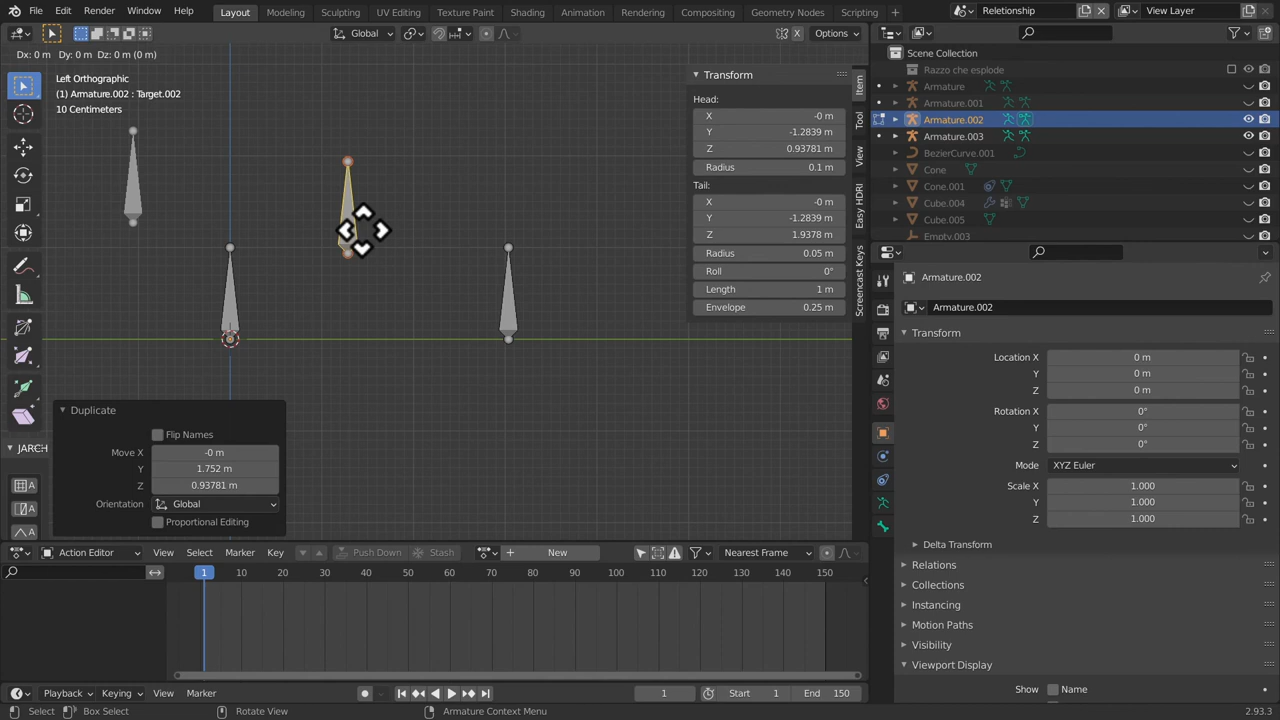 File Edit Render Window Help Layout Modeling Sculpting UV Editing Texture Paint Shading Animation Rendering Compositing Geometry Nodes Scripting Relationship View Layer
Global Options
Dx: 0 m Dy: 0 m Dz: 0 m (0 m)
Left Orthographic
(1) Armature.002 : Target.002
10 Centimeters
Transform
Head:
X -0 m
Y -1.2839 m
Z 0.93781 m
Radius 0.1 m
Tail:
X -0 m
Y -1.2839 m
Z 1.9378 m
Radius 0.05 m
Roll 0°
Length 1 m
Envelope 0.25 m
Item
Tool
View
Easy HDRI
Screencast Keys
Duplicate
Flip Names
Move X -0 m
Y 1.752 m
Z 0.93781 m
Orientation Global
Proportional Editing
JARCH
A
A
A
Scene Collection
Razzo che esplode
Armature
Armature.001
Armature.002
Armature.003
BezierCurve.001
Cone
Cone.001
Cube.004
Cube.005
Empty.003
Armature.002
Armature.002
Transform
Location X 0 m
Y 0 m
Z 0 m
Rotation X 0°
Y 0°
Z 0°
Mode XYZ Euler
Scale X 1.000
Y 1.000
Z 1.000
Delta Transform
Relations
Collections
Instancing
Motion Paths
Visibility
Viewport Display
Show Name
Action Editor View Select Marker Key Push Down Stash New Nearest Frame
1 10 20 30 40 50 60 70 80 90 100 110 120 130 140 150
Playback Keying View Marker 1 Start 1 End 150
Select Box Select Rotate View Armature Context Menu 2.93.3